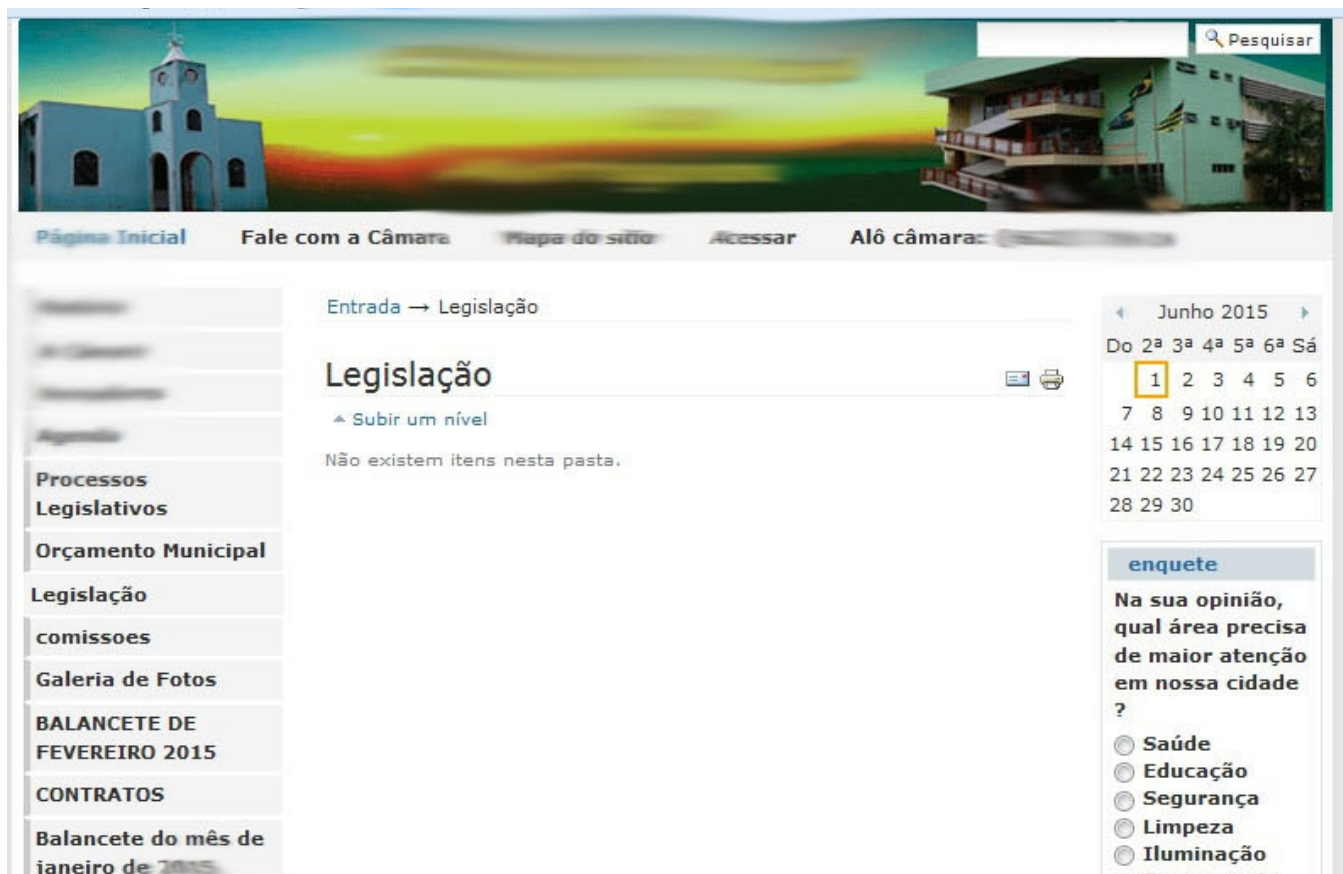 Pesquisar
Página Inicial Fale com a Câmara Mapa do sítio Acessar Alô câmara:
Agenda
Processos
Legislativos
Orçamento Municipal
Legislação
comissoes
Galeria de Fotos
BALANCETE DE
FEVEREIRO 2015
CONTRATOS
Balancete do mês de
janeiro de 2015
Entrada → Legislação
Legislação
Subir um nível
Não existem itens nesta pasta.
Junho 2015
Do 2ª 3ª 4ª 5ª 6ª Sá
1 2 3 4 5 6
7 8 9 10 11 12 13
14 15 16 17 18 19 20
21 22 23 24 25 26 27
28 29 30
enquete
Na sua opinião,
qual área precisa
de maior atenção
em nossa cidade
?
Saúde
Educação
Segurança
Limpeza
Iluminação